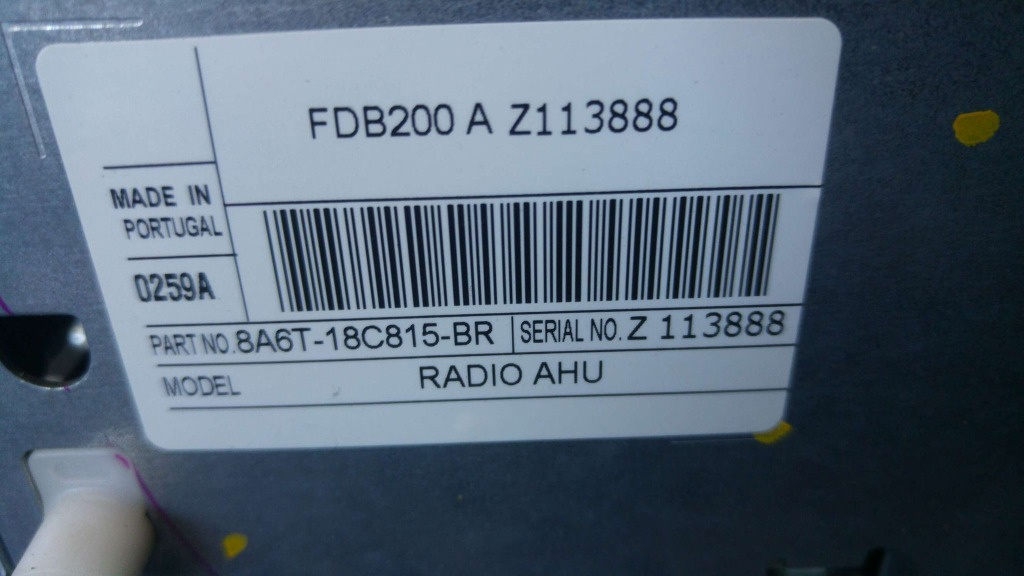 FDB200 A Z113888
MADE IN
PORTUGAL
0259A
PART NO.8A6T-18C815-BR
SERIAL NO. Z 113888
MODEL RADIO AHU